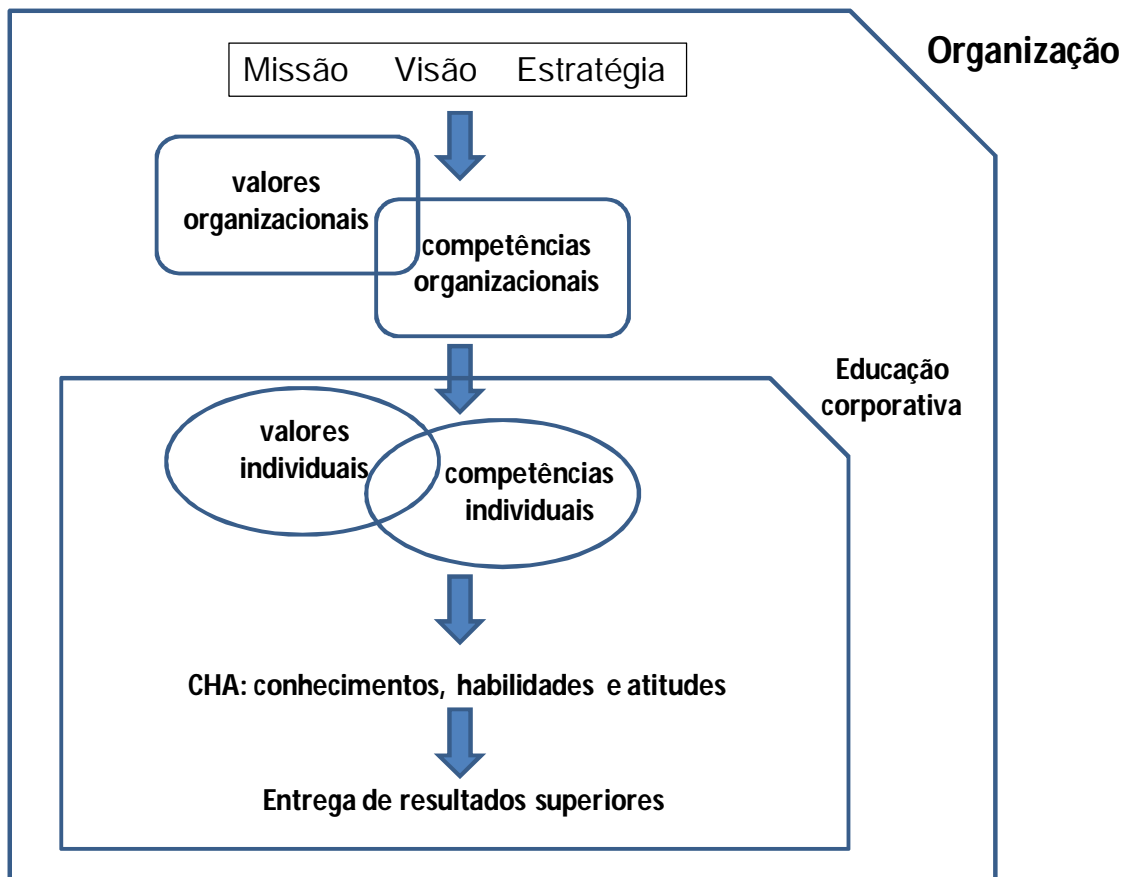 Organização
Missão Visão Estratégia
valores
organizacionais
competências
organizacionais
Educação
corporativa
valores
individuais
competências
individuais
CHA: conhecimentos, habilidades e atitudes
Entrega de resultados superiores